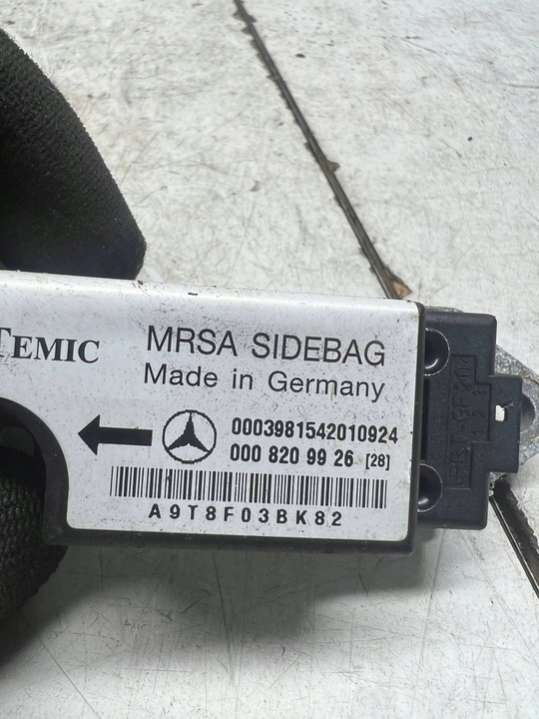 TEMIC
MRSA SIDEBAG
Made in Germany
0003981542010924
000 820 99 26 [28]
A9T8F03BK82